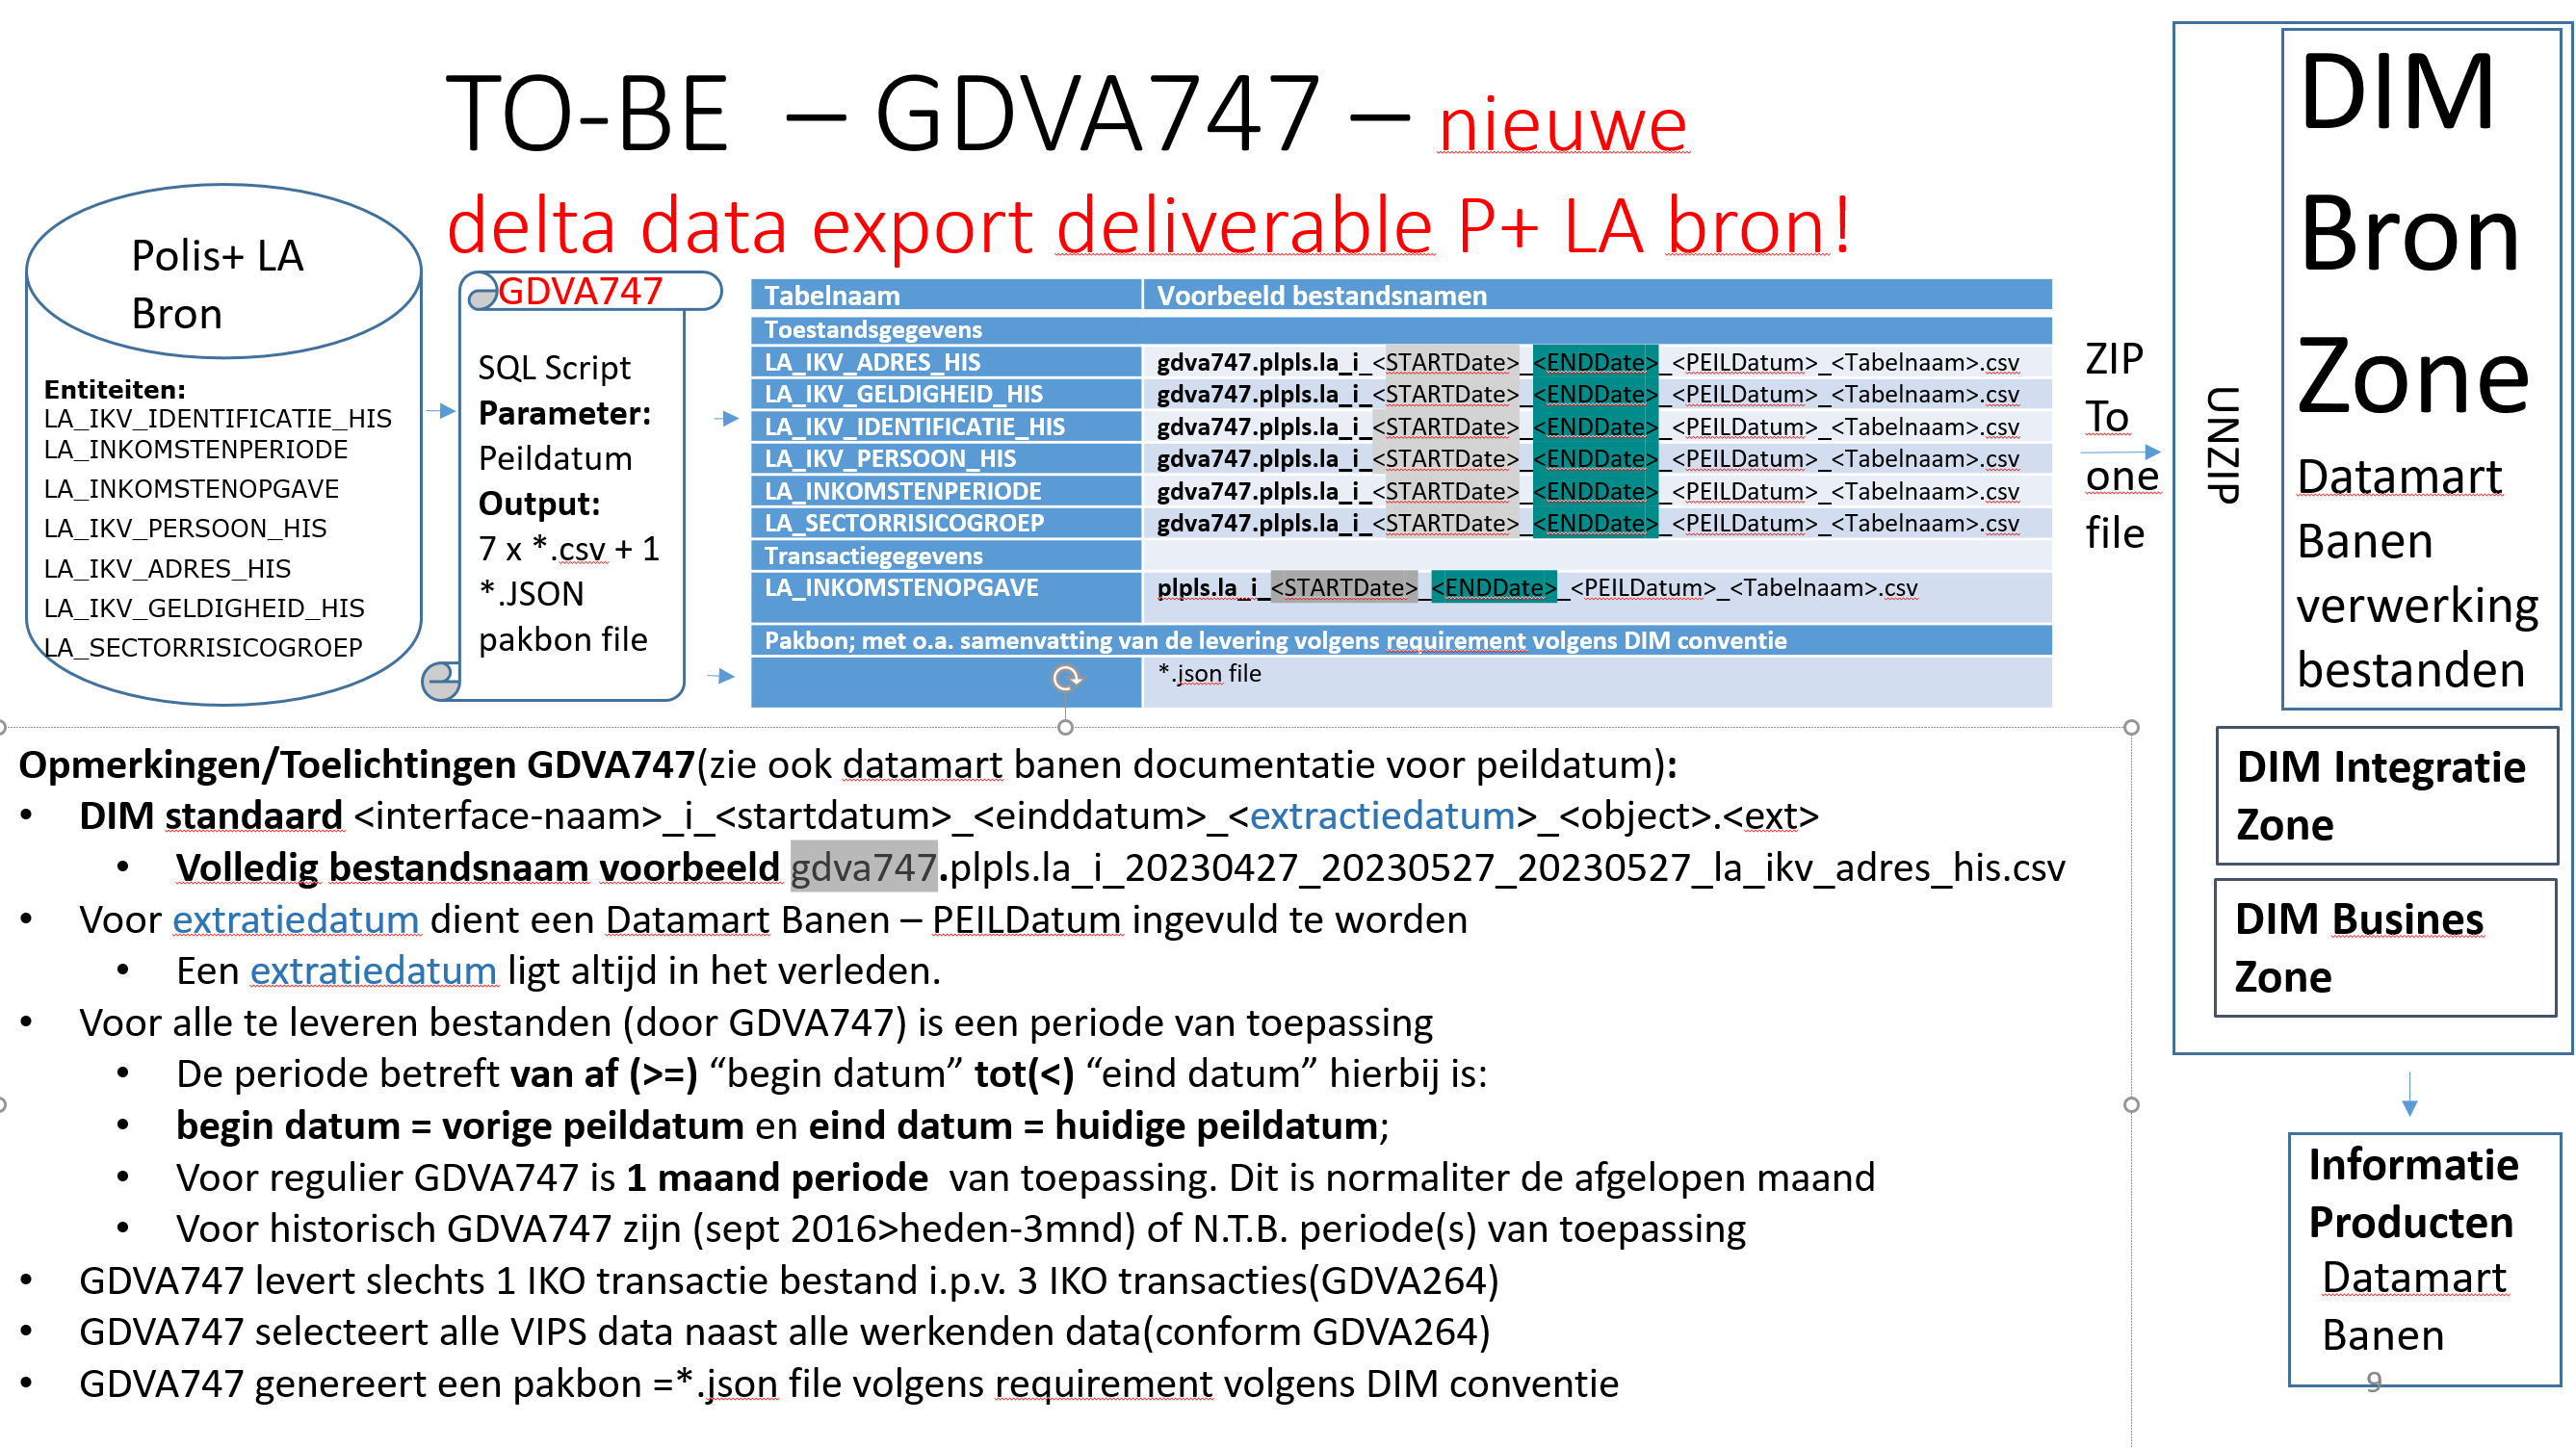 TO-BE – GDVA747 – nieuwe
delta data export deliverable P+ LA bron!
Polis+ LA
Bron
Entiteiten:
LA_IKV_IDENTIFICATIE_HIS
LA_INKOMSTENPERIODE
LA_INKOMSTENOPGAVE
LA_IKV_PERSOON_HIS
LA_IKV_ADRES_HIS
LA_IKV_GELDIGHEID_HIS
LA_SECTORRISICOGROEP
GDVA747
SQL Script
Parameter:
Peildatum
Output:
7 x *.csv + 1
*.JSON
pakbon file
Tabelnaam Voorbeeld bestandsnamen
Toestandsgegevens
LA_IKV_ADRES_HIS gdva747.plpls.la_i_<STARTDate>_<ENDDate>_<PEILDatum>_<Tabelnaam>.csv
LA_IKV_GELDIGHEID_HIS gdva747.plpls.la_i_<STARTDate>_<ENDDate>_<PEILDatum>_<Tabelnaam>.csv
LA_IKV_IDENTIFICATIE_HIS gdva747.plpls.la_i_<STARTDate>_<ENDDate>_<PEILDatum>_<Tabelnaam>.csv
LA_IKV_PERSOON_HIS gdva747.plpls.la_i_<STARTDate>_<ENDDate>_<PEILDatum>_<Tabelnaam>.csv
LA_INKOMSTENPERIODE gdva747.plpls.la_i_<STARTDate>_<ENDDate>_<PEILDatum>_<Tabelnaam>.csv
LA_SECTORRISICOGROEP gdva747.plpls.la_i_<STARTDate>_<ENDDate>_<PEILDatum>_<Tabelnaam>.csv
Transactiegegevens
LA_INKOMSTENOPGAVE plpls.la_i_<STARTDate>_<ENDDate>_<PEILDatum>_<Tabelnaam>.csv
Pakbon; met o.a. samenvatting van de levering volgens requirement volgens DIM conventie
*.json file
ZIP
To
one
file
UNZIP
DIM
Bron
Zone
Datamart
Banen
verwerking
bestanden
DIM Integratie
Zone
DIM Busines
Zone
Informatie
Producten
Datamart
Banen
9
Opmerkingen/Toelichtingen GDVA747(zie ook datamart banen documentatie voor peildatum):
• DIM standaard <interface-naam>_i_<startdatum>_<einddatum>_<extractiedatum>_<object>.<ext>
• Volledig bestandsnaam voorbeeld gdva747.plpls.la_i_20230427_20230527_20230527_la_ikv_adres_his.csv
• Voor extratiedatum dient een Datamart Banen – PEILDatum ingevuld te worden
• Een extratiedatum ligt altijd in het verleden.
• Voor alle te leveren bestanden (door GDVA747) is een periode van toepassing
• De periode betreft van af (>=) “begin datum” tot(<) “eind datum” hierbij is:
• begin datum = vorige peildatum en eind datum = huidige peildatum;
• Voor regulier GDVA747 is 1 maand periode van toepassing. Dit is normaliter de afgelopen maand
• Voor historisch GDVA747 zijn (sept 2016>heden-3mnd) of N.T.B. periode(s) van toepassing
• GDVA747 levert slechts 1 IKO transactie bestand i.p.v. 3 IKO transacties(GDVA264)
• GDVA747 selecteert alle VIPS data naast alle werkenden data(conform GDVA264)
• GDVA747 genereert een pakbon =*.json file volgens requirement volgens DIM conventie